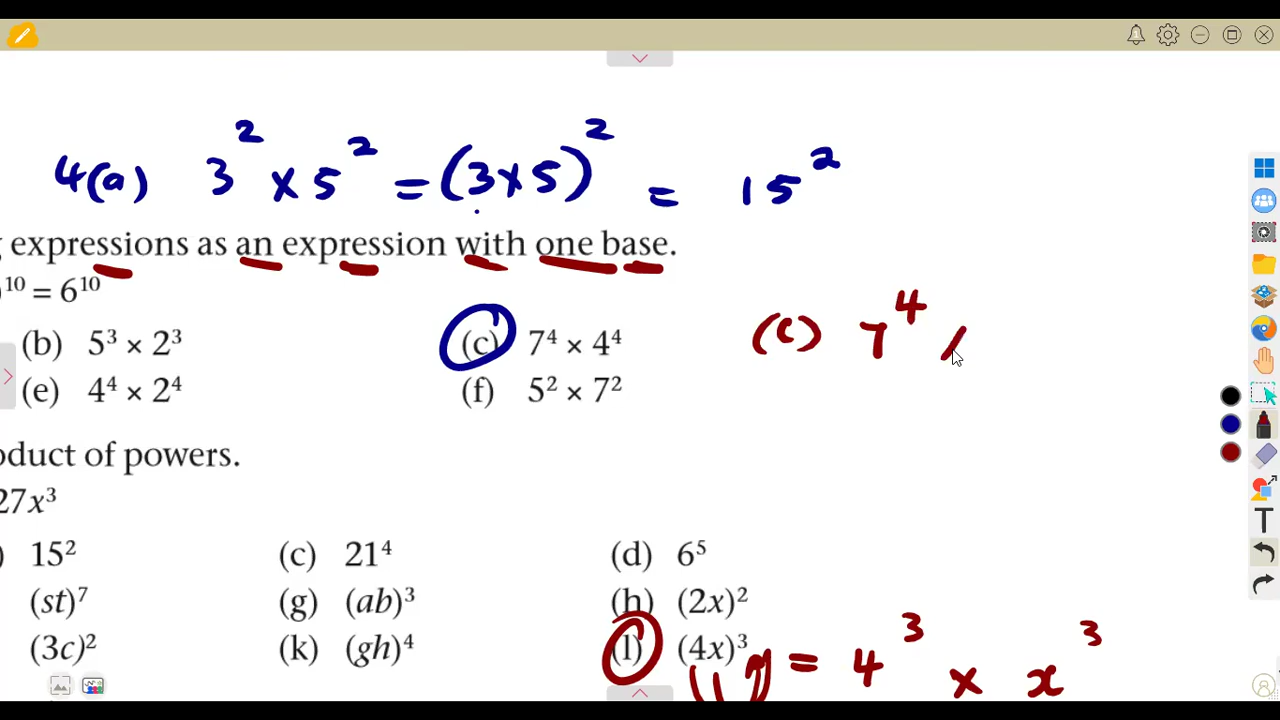 4(a) 3² × 5² = (3×5)² = 15²
expressions as an expression with one base.
¹⁰ = 6¹⁰
(b) 5³ × 2³ (c) 7⁴ × 4⁴ (c) 7⁴
(e) 4⁴ × 2⁴ (f) 5² × 7²
oduct of powers.
27x³
15² (c) 21⁴ (d) 6⁵
(st)⁷ (g) (ab)³ (h) (2x)²
(3c)² (k) (gh)⁴ (l) (4x)³
= 4³ × x³
T